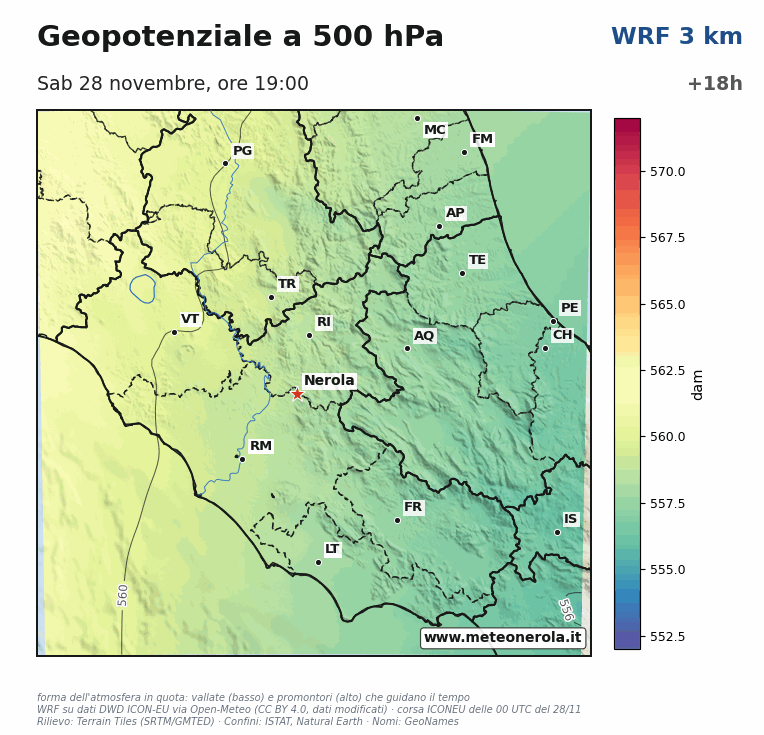 Geopotenziale a 500 hPa
WRF 3 km
Sab 28 novembre, ore 19:00
+18h
MC
FM
PG
AP
TE
TR
PE
VT
RI
CH
AQ
Nerola
RM
FR
IS
LT
560
556
www.meteonerola.it
570.0
567.5
565.0
562.5
560.0
557.5
555.0
552.5
dam
forma dell'atmosfera in quota: vallate (basso) e promontori (alto) che guidano il tempo
WRF su dati DWD ICON-EU via Open-Meteo (CC BY 4.0, dati modificati) · corsa ICONEU delle 00 UTC del 28/11
Rilievo: Terrain Tiles (SRTM/GMTED) · Confini: ISTAT, Natural Earth · Nomi: GeoNames